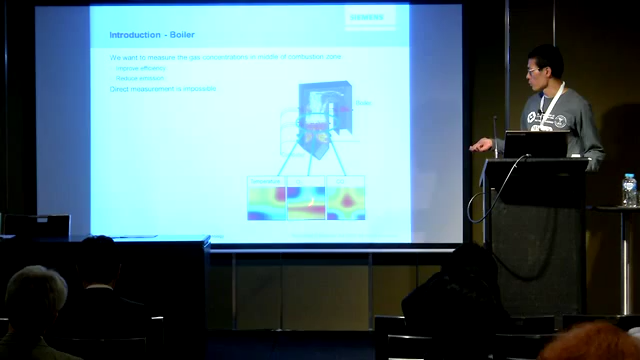 SIEMENS
Introduction - Boiler
We want to measure the gas concentrations in middle of combustion zone
Improve efficiency
Reduce emission
Direct measurement is impossible